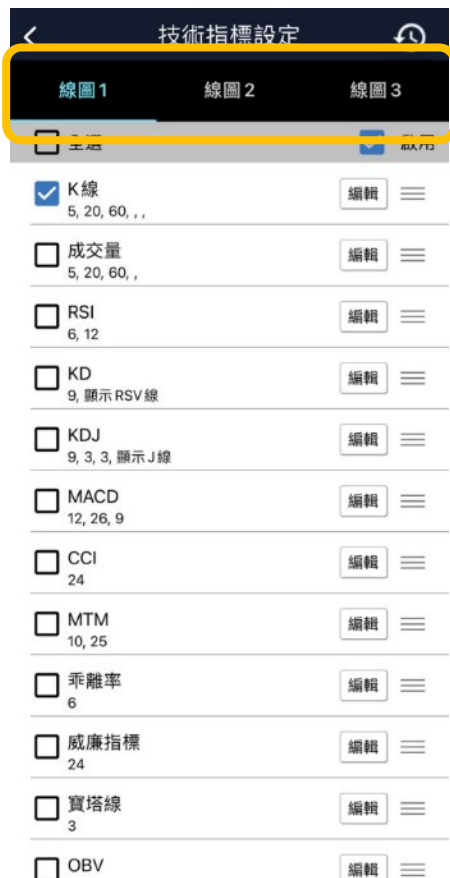 技術指標設定
線圖1 線圖2 線圖3
全選 啟用
K線 編輯
5, 20, 60, , ,
成交量 編輯
5, 20, 60, ,
RSI 編輯
6, 12
KD 編輯
9, 顯示RSV線
KDJ 編輯
9, 3, 3, 顯示J線
MACD 編輯
12, 26, 9
CCI 編輯
24
MTM 編輯
10, 25
乖離率 編輯
6
威廉指標 編輯
24
寶塔線 編輯
3
OBV 編輯